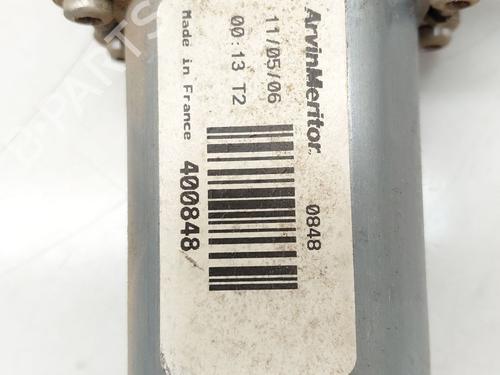 ArvinMeritor
0848
11/05/06
00:13 T2
400848
Made in France